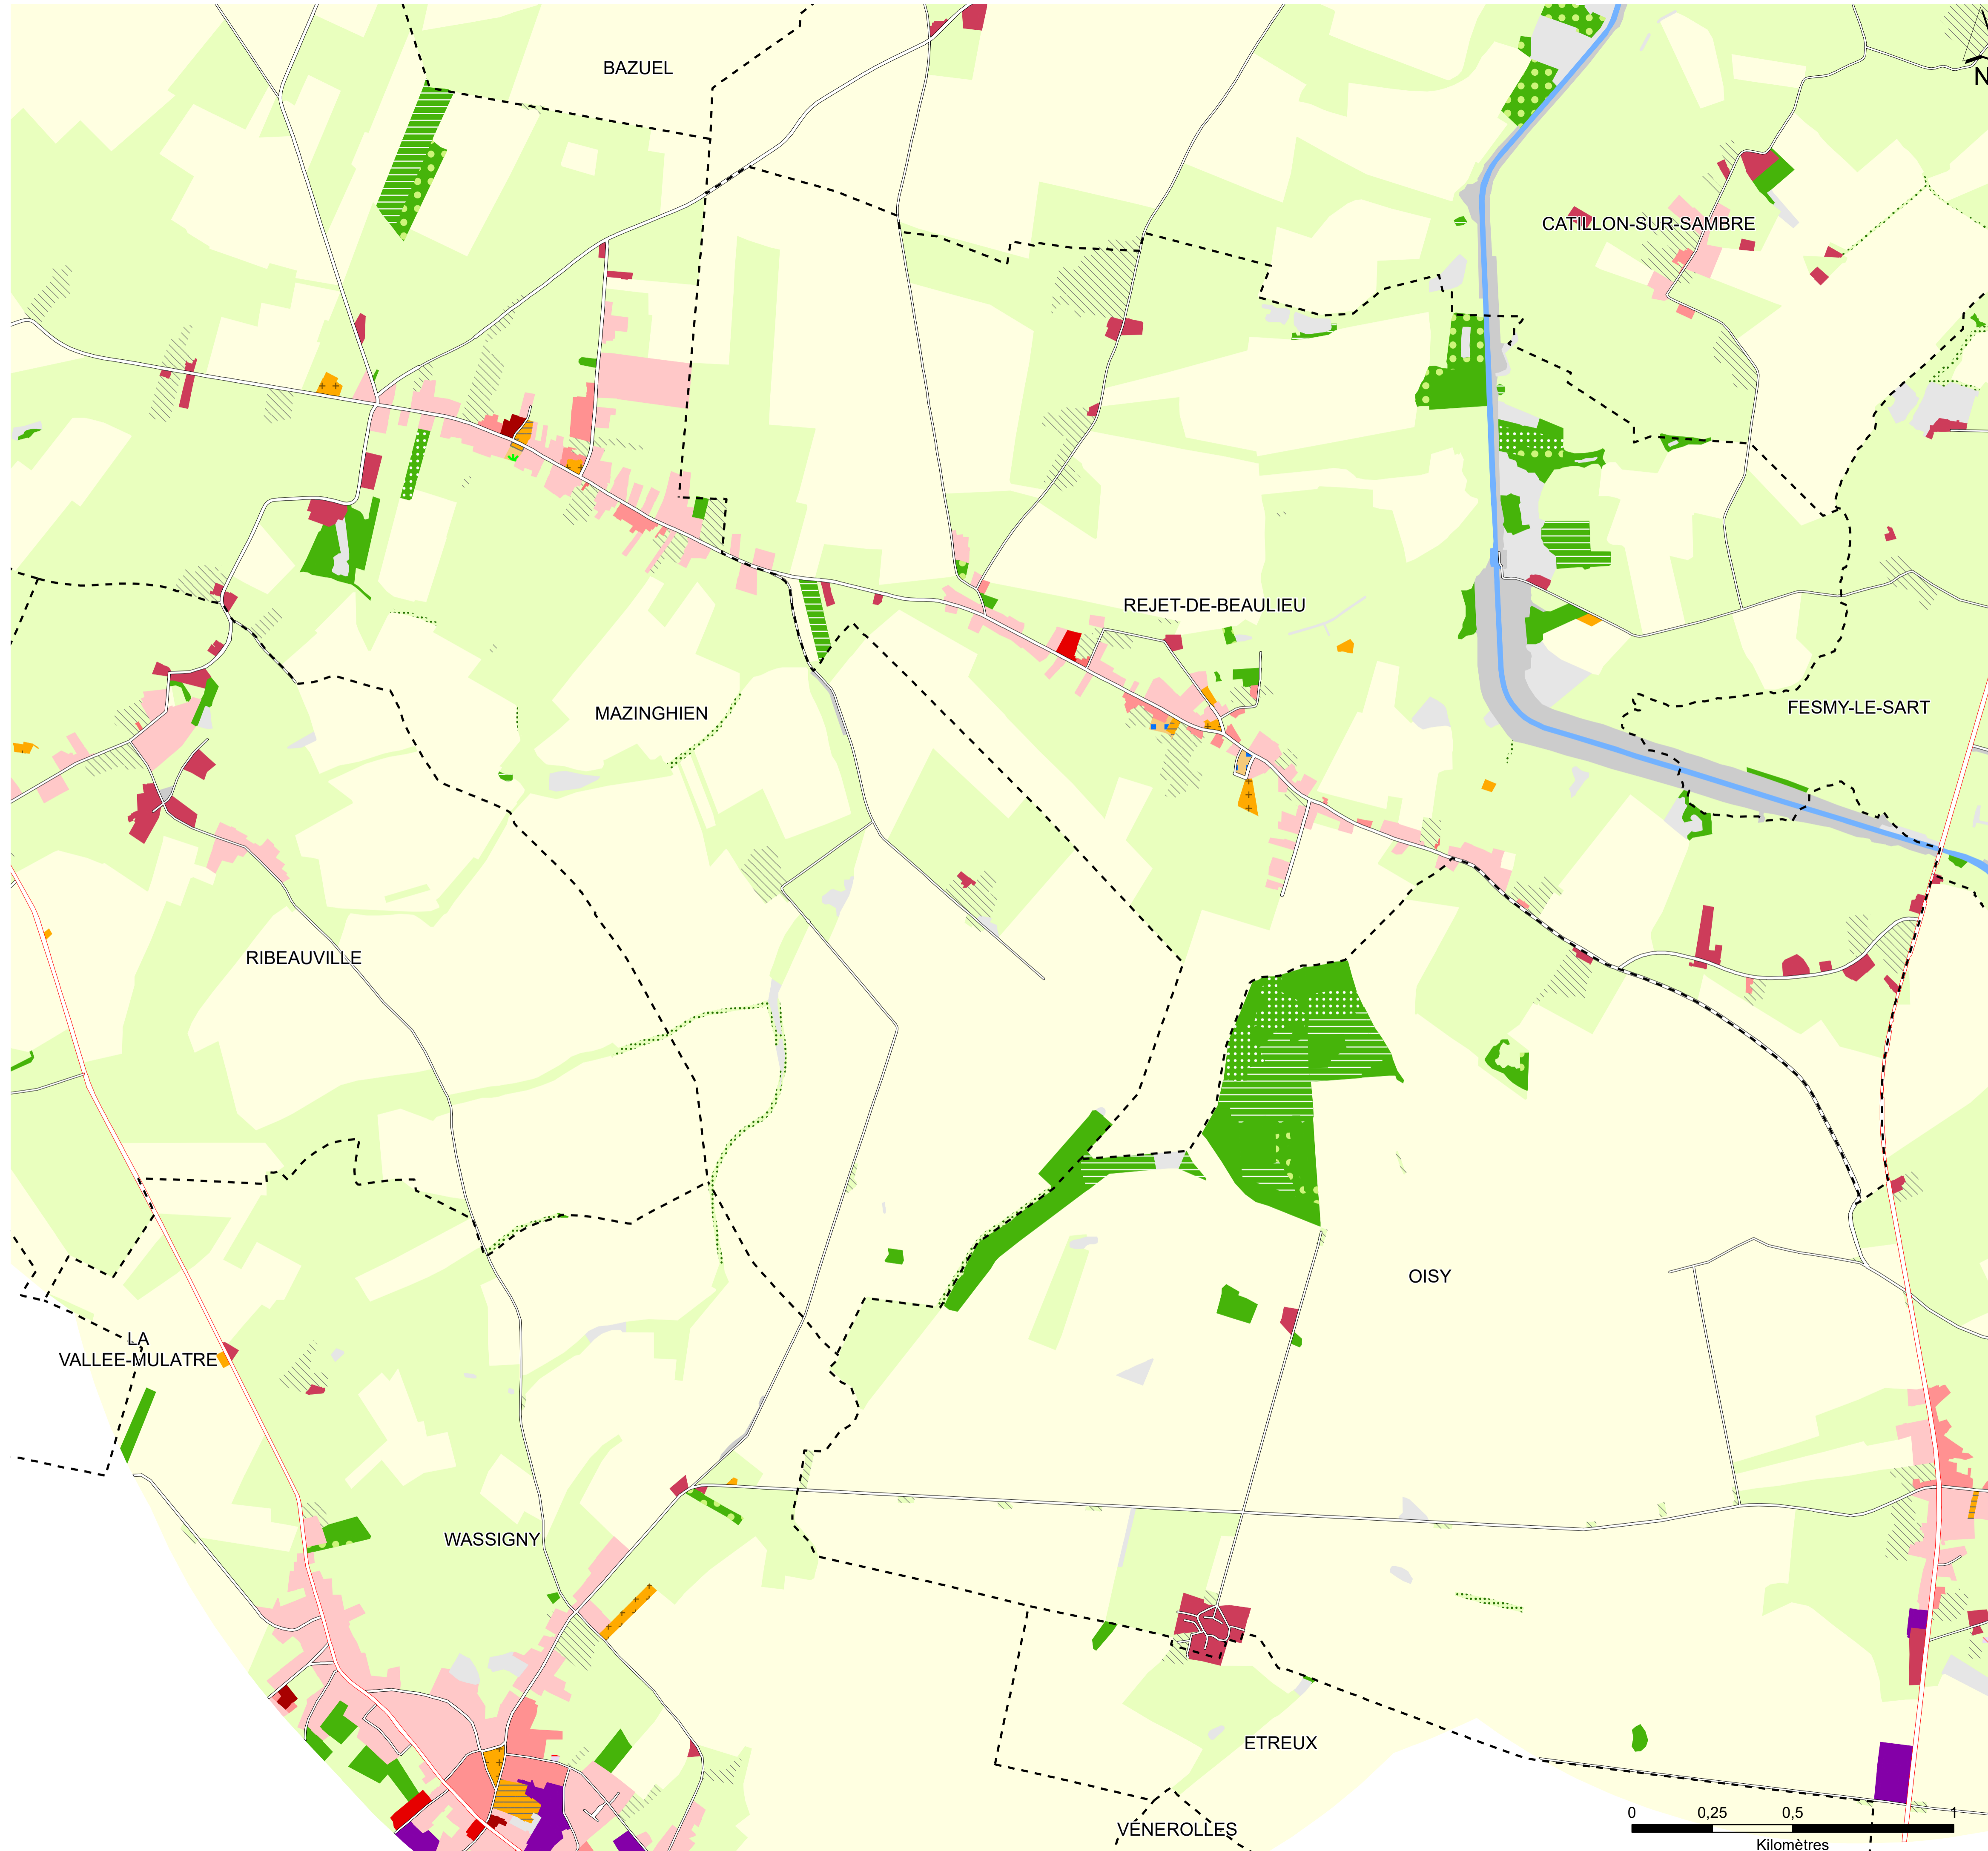 BAZUEL
N
CATILLON-SUR-SAMBRE
REJET-DE-BEAULIEU
FESMY-LE-SART
MAZINGHIEN
RIBEAUVILLE
OISY
LA
VALLEE-MULATRE
WASSIGNY
ETREUX
VÉNEROLLES
0 0,25 0,5 1
Kilomètres